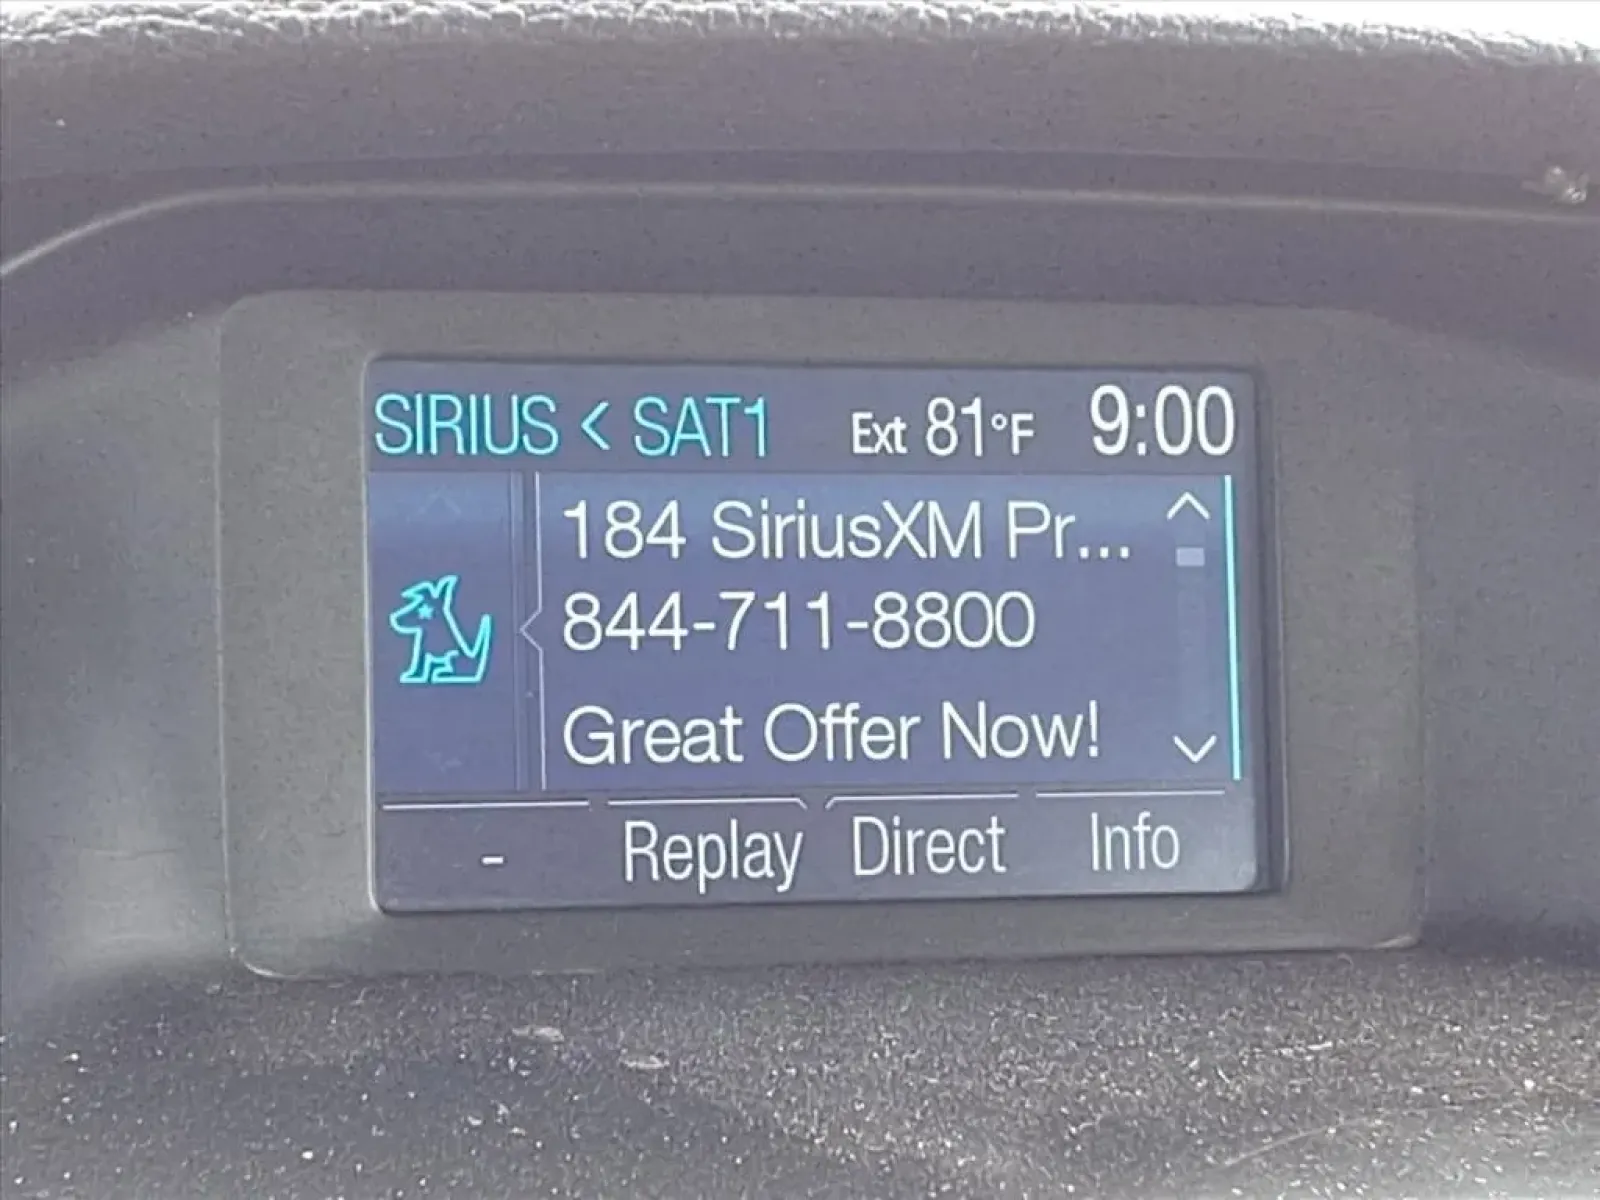 SIRIUS < SAT1 Ext 81°F 9:00
184 SiriusXM Pr...
844-711-8800
Great Offer Now!
- Replay Direct Info